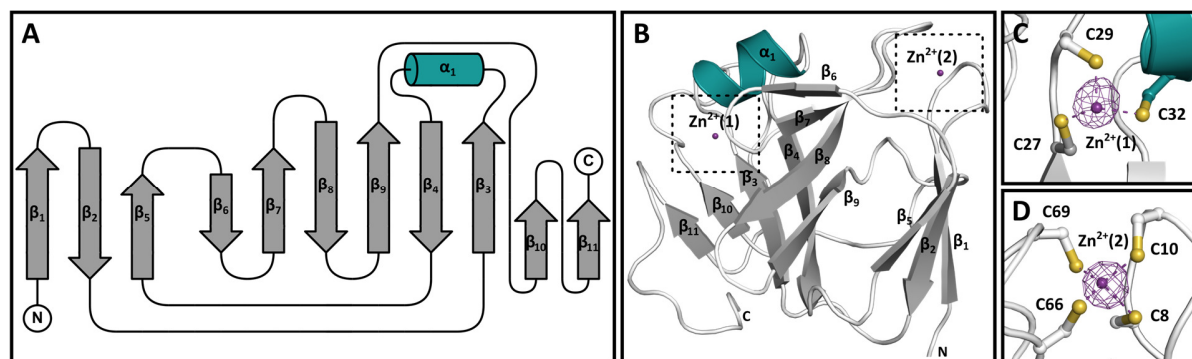 A
α₁
β₁
β₂
β₅
β₆
β₇
β₈
β₉
β₄
β₃
β₁₀
β₁₁
N
C
B
α₁
β₆
Zn²⁺(2)
Zn²⁺(1)
β₇
β₄
β₈
β₃
β₁₀
β₉
β₁₁
β₅
β₂
β₁
C
N
C
C29
C32
C27
Zn²⁺(1)
D
C69
Zn²⁺(2)
C10
C66
C8